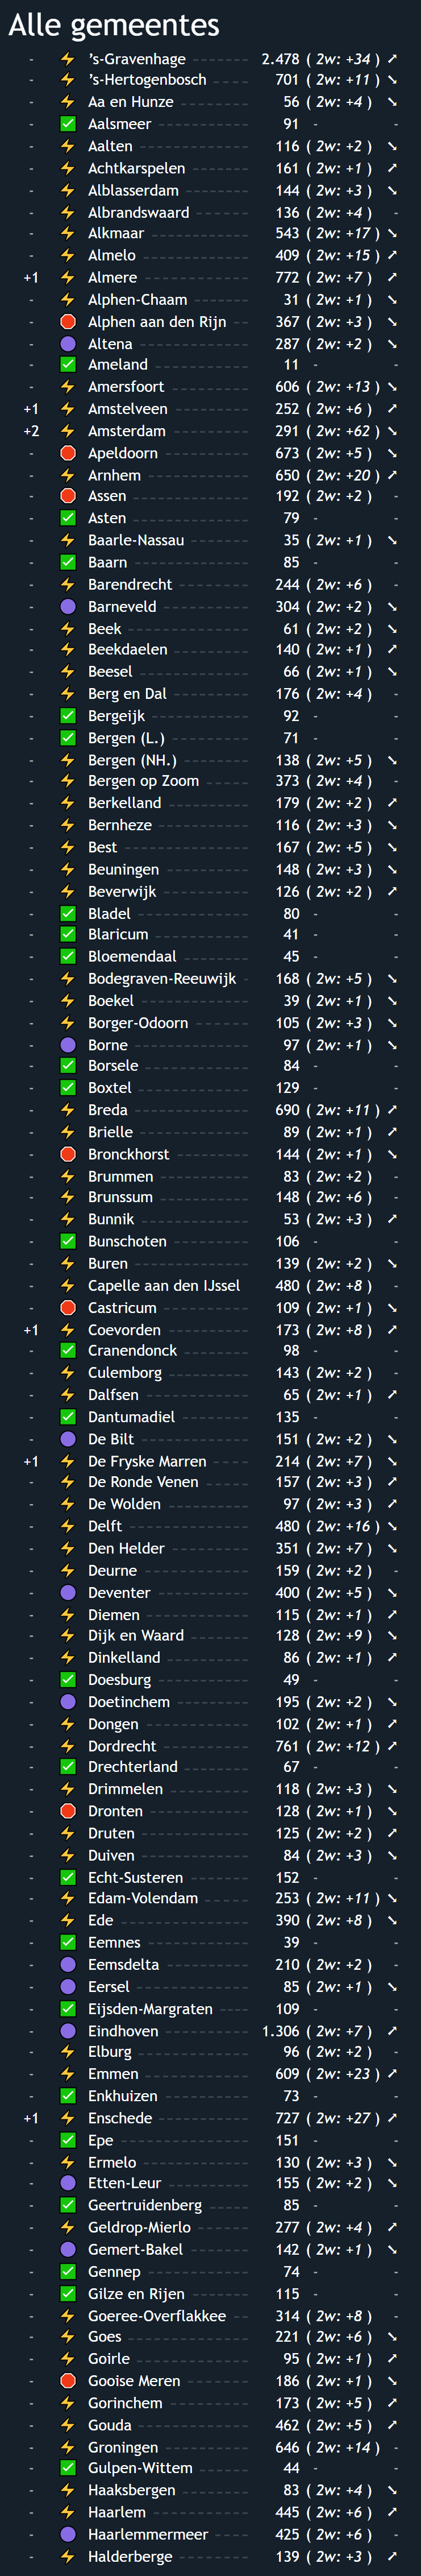 Alle gemeentes
- ⚡ ’s-Gravenhage 2.478 ( 2w: +34 ) ➚
- ⚡ ’s-Hertogenbosch 701 ( 2w: +11 ) ➘
- ⚡ Aa en Hunze 56 ( 2w: +4 ) ➘
- ✅ Aalsmeer 91 - -
- ⚡ Aalten 116 ( 2w: +2 ) ➘
- ⚡ Achtkarspelen 161 ( 2w: +1 ) ➚
- ⚡ Alblasserdam 144 ( 2w: +3 ) ➘
- ⚡ Albrandswaard 136 ( 2w: +4 ) -
- ⚡ Alkmaar 543 ( 2w: +17 ) ➘
- ⚡ Almelo 409 ( 2w: +15 ) ➚
+1 ⚡ Almere 772 ( 2w: +7 ) ➚
- ⚡ Alphen-Chaam 31 ( 2w: +1 ) ➘
- 🛑 Alphen aan den Rijn 367 ( 2w: +3 ) ➘
- 🟣 Altena 287 ( 2w: +2 ) ➘
- ✅ Ameland 11 - -
- ⚡ Amersfoort 606 ( 2w: +13 ) ➘
+1 ⚡ Amstelveen 252 ( 2w: +6 ) ➚
+2 ⚡ Amsterdam 291 ( 2w: +62 ) ➘
- 🛑 Apeldoorn 673 ( 2w: +5 ) ➘
- ⚡ Arnhem 650 ( 2w: +20 ) ➚
- 🛑 Assen 192 ( 2w: +2 ) -
- ✅ Asten 79 - -
- ⚡ Baarle-Nassau 35 ( 2w: +1 ) ➘
- ✅ Baarn 85 - -
- ⚡ Barendrecht 244 ( 2w: +6 ) -
- 🟣 Barneveld 304 ( 2w: +2 ) ➘
- ⚡ Beek 61 ( 2w: +2 ) ➘
- ⚡ Beekdaelen 140 ( 2w: +1 ) ➚
- ⚡ Beesel 66 ( 2w: +1 ) ➘
- ⚡ Berg en Dal 176 ( 2w: +4 ) -
- ✅ Bergeijk 92 - -
- ✅ Bergen (L.) 71 - -
- ⚡ Bergen (NH.) 138 ( 2w: +5 ) ➘
- ⚡ Bergen op Zoom 373 ( 2w: +4 ) -
- ⚡ Berkelland 179 ( 2w: +2 ) ➚
- ⚡ Bernheze 116 ( 2w: +3 ) ➘
- ⚡ Best 167 ( 2w: +5 ) ➘
- ⚡ Beuningen 148 ( 2w: +3 ) ➘
- ⚡ Beverwijk 126 ( 2w: +2 ) ➚
- ✅ Bladel 80 - -
- ✅ Blaricum 41 - -
- ✅ Bloemendaal 45 - -
- ⚡ Bodegraven-Reeuwijk 168 ( 2w: +5 ) ➘
- ⚡ Boekel 39 ( 2w: +1 ) ➘
- ⚡ Borger-Odoorn 105 ( 2w: +3 ) ➘
- 🟣 Borne 97 ( 2w: +1 ) ➘
- ✅ Borsele 84 - -
- ✅ Boxtel 129 - -
- ⚡ Breda 690 ( 2w: +11 ) ➚
- ⚡ Brielle 89 ( 2w: +1 ) ➚
- 🛑 Bronckhorst 144 ( 2w: +1 ) ➘
- ⚡ Brummen 83 ( 2w: +2 ) -
- ⚡ Brunssum 148 ( 2w: +6 ) -
- ⚡ Bunnik 53 ( 2w: +3 ) ➚
- ✅ Bunschoten 106 - -
- ⚡ Buren 139 ( 2w: +2 ) ➘
- ⚡ Capelle aan den IJssel 480 ( 2w: +8 ) -
- 🛑 Castricum 109 ( 2w: +1 ) ➘
+1 ⚡ Coevorden 173 ( 2w: +8 ) ➚
- ✅ Cranendonck 98 - -
- ⚡ Culemborg 143 ( 2w: +2 ) -
- ⚡ Dalfsen 65 ( 2w: +1 ) ➚
- ✅ Dantumadiel 135 - -
- 🟣 De Bilt 151 ( 2w: +2 ) ➘
+1 ⚡ De Fryske Marren 214 ( 2w: +7 ) ➘
- ⚡ De Ronde Venen 157 ( 2w: +3 ) ➚
- ⚡ De Wolden 97 ( 2w: +3 ) ➚
- ⚡ Delft 480 ( 2w: +16 ) ➘
- ⚡ Den Helder 351 ( 2w: +7 ) ➘
- ⚡ Deurne 159 ( 2w: +2 ) -
- 🟣 Deventer 400 ( 2w: +5 ) ➘
- ⚡ Diemen 115 ( 2w: +1 ) ➚
- ⚡ Dijk en Waard 128 ( 2w: +9 ) ➘
- ⚡ Dinkelland 86 ( 2w: +1 ) ➚
- ✅ Doesburg 49 - -
- 🟣 Doetinchem 195 ( 2w: +2 ) ➘
- ⚡ Dongen 102 ( 2w: +1 ) ➚
- ⚡ Dordrecht 761 ( 2w: +12 ) ➚
- ✅ Drechterland 67 - -
- ⚡ Drimmelen 118 ( 2w: +3 ) ➘
- 🛑 Dronten 128 ( 2w: +1 ) ➘
- ⚡ Druten 125 ( 2w: +2 ) ➚
- ⚡ Duiven 84 ( 2w: +3 ) ➘
- ✅ Echt-Susteren 152 - -
- ⚡ Edam-Volendam 253 ( 2w: +11 ) ➘
- ⚡ Ede 390 ( 2w: +8 ) ➘
- ✅ Eemnes 39 - -
- 🟣 Eemsdelta 210 ( 2w: +2 ) -
- 🟣 Eersel 85 ( 2w: +1 ) ➘
- ✅ Eijsden-Margraten 109 - -
- 🟣 Eindhoven 1.306 ( 2w: +7 ) ➚
- ⚡ Elburg 96 ( 2w: +2 ) -
- ⚡ Emmen 609 ( 2w: +23 ) ➚
- ✅ Enkhuizen 73 - -
+1 ⚡ Enschede 727 ( 2w: +27 ) ➚
- ✅ Epe 151 - -
- ⚡ Ermelo 130 ( 2w: +3 ) ➘
- 🟣 Etten-Leur 155 ( 2w: +2 ) ➘
- ✅ Geertruidenberg 85 - -
- ⚡ Geldrop-Mierlo 277 ( 2w: +4 ) ➚
- 🟣 Gemert-Bakel 142 ( 2w: +1 ) ➘
- ✅ Gennep 74 - -
- ✅ Gilze en Rijen 115 - -
- ⚡ Goeree-Overflakkee 314 ( 2w: +8 ) -
- ⚡ Goes 221 ( 2w: +6 ) ➘
- ⚡ Goirle 95 ( 2w: +1 ) ➚
- 🛑 Gooise Meren 186 ( 2w: +1 ) ➘
- ⚡ Gorinchem 173 ( 2w: +5 ) ➚
- ⚡ Gouda 462 ( 2w: +5 ) ➚
- ⚡ Groningen 646 ( 2w: +14 ) -
- ✅ Gulpen-Wittem 44 - -
- ⚡ Haaksbergen 83 ( 2w: +4 ) ➘
- ⚡ Haarlem 445 ( 2w: +6 ) ➚
- 🟣 Haarlemmermeer 425 ( 2w: +6 ) -
- ⚡ Halderberge 139 ( 2w: +3 ) ➚